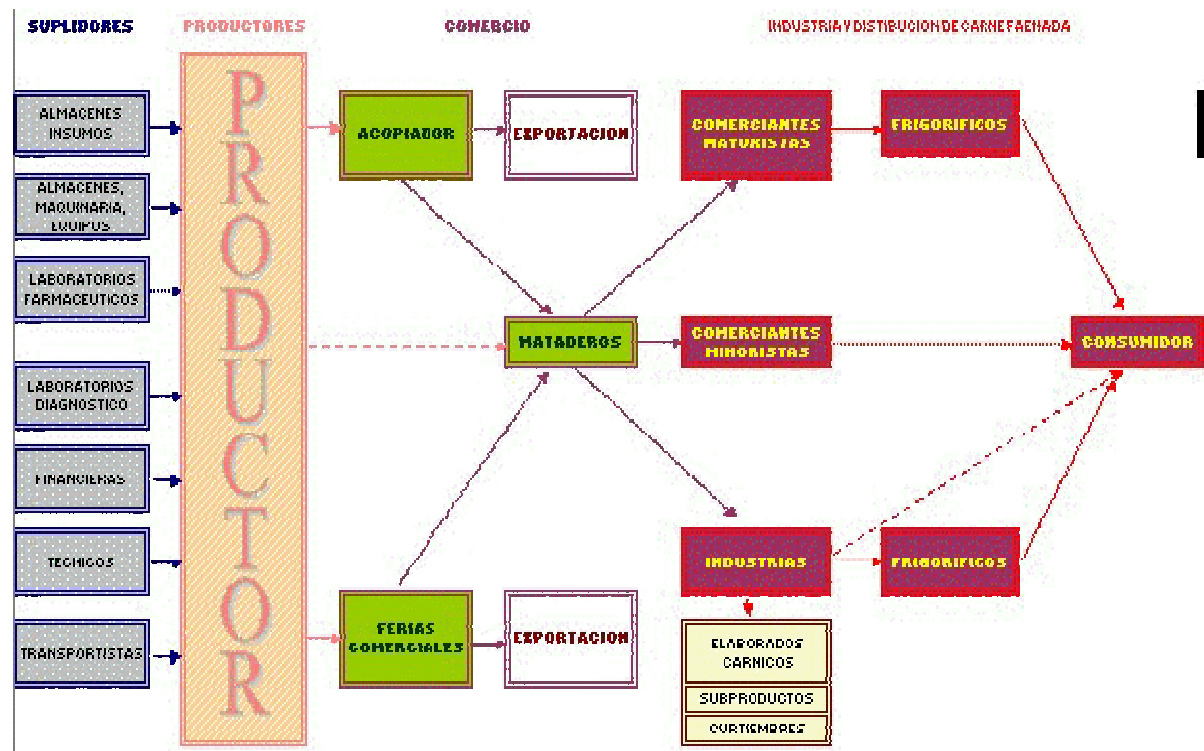 SUPLIDORES
PRODUCTORES
COMERCIO
INDUSTRIA Y DISTIBUCION DE CARNE FAENADA
ALMACENES
INSUMOS
ALMACENES,
MAQUINARIA,
EQUIPOS
LABORATORIOS
FARMACEUTICOS
LABORATORIOS
DIAGNOSTICO
FINANCIERAS
TECNICOS
TRANSPORTISTAS
PRODUCTOR
ACOPIADOR
EXPORTACION
MATADEROS
FERIAS
COMERCIALES
EXPORTACION
COMERCIANTES
MAYORISTAS
FRIGORIFICOS
COMERCIANTES
MINORISTAS
CONSUMIDOR
INDUSTRIAS
FRIGORIFICOS
ELABORADOS
CARNICOS
SUBPRODUCTOS
CURTIEMBRES